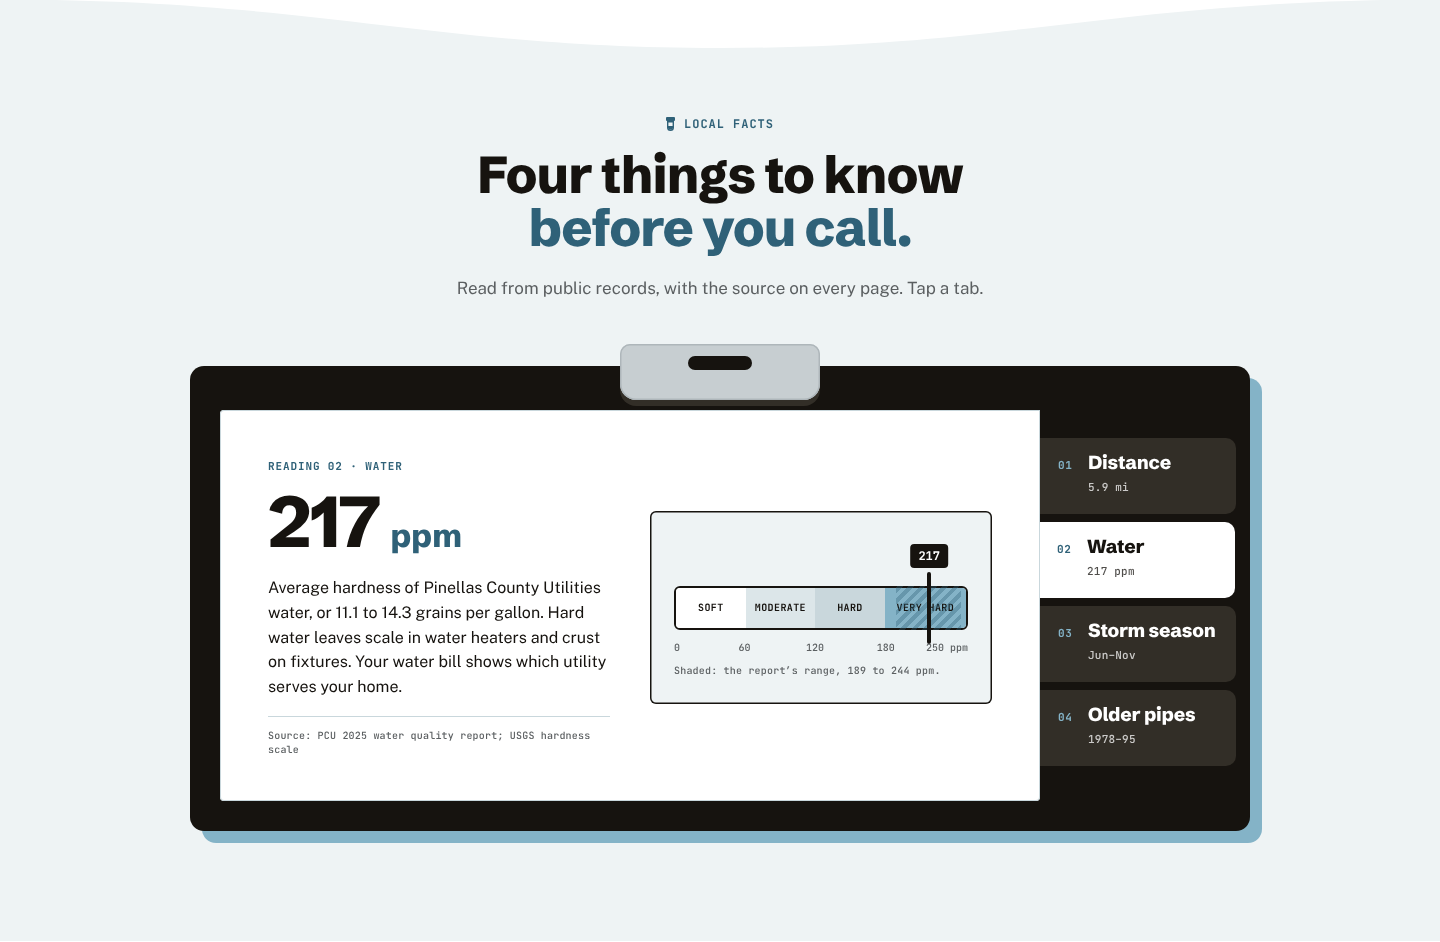 LOCAL FACTS
Four things to know
before you call.
Read from public records, with the source on every page. Tap a tab.
READING 02 · WATER
217 ppm
Average hardness of Pinellas County Utilities
water, or 11.1 to 14.3 grains per gallon. Hard
water leaves scale in water heaters and crust
on fixtures. Your water bill shows which utility
serves your home.
Source: PCU 2025 water quality report; USGS hardness
scale
217
SOFT MODERATE HARD VERY HARD
0 60 120 180 250 ppm
Shaded: the report’s range, 189 to 244 ppm.
01 Distance
5.9 mi
02 Water
217 ppm
03 Storm season
Jun–Nov
04 Older pipes
1978–95